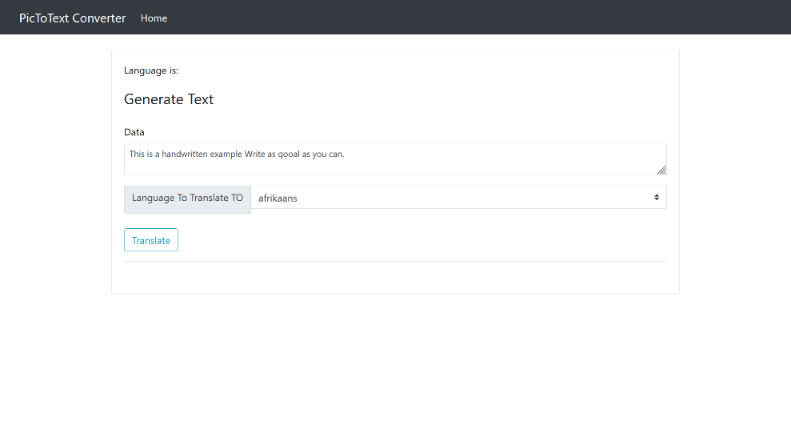 PicToText Converter Home
Language is:
Generate Text
Data
This is a handwritten example Write as qooal as you can.
Language To Translate TO afrikaans
Translate